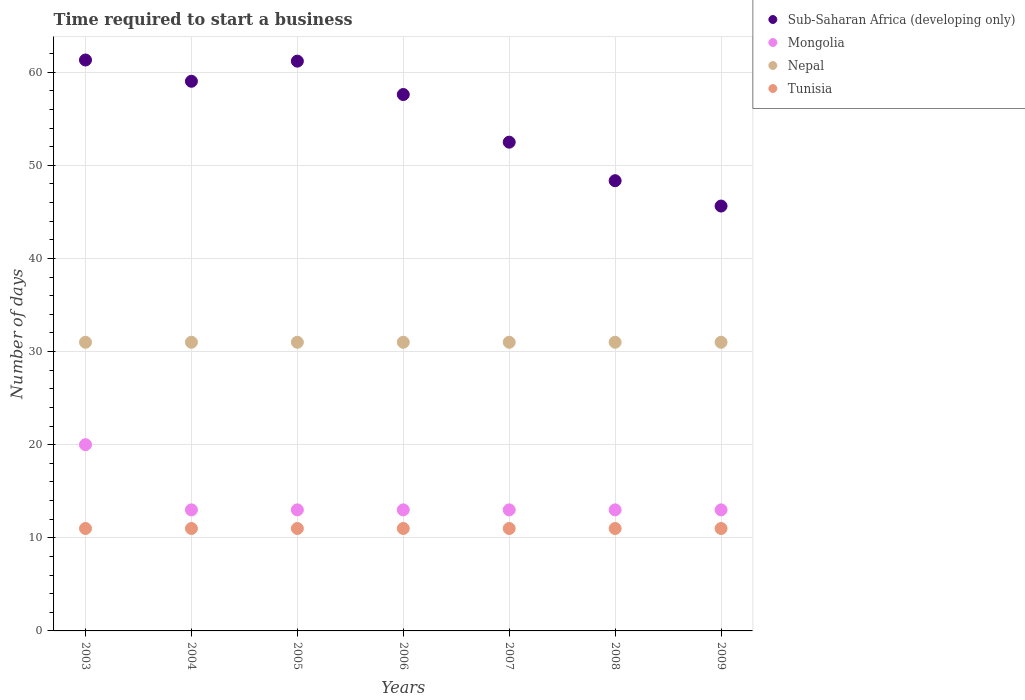 Time required to start a business
Sub-Saharan Africa (developing only)
Mongolia
Nepal
Tunisia
Number of days
60
50
40
30
20
10
0
2003
2004
2005
2006
2007
2008
2009
Years